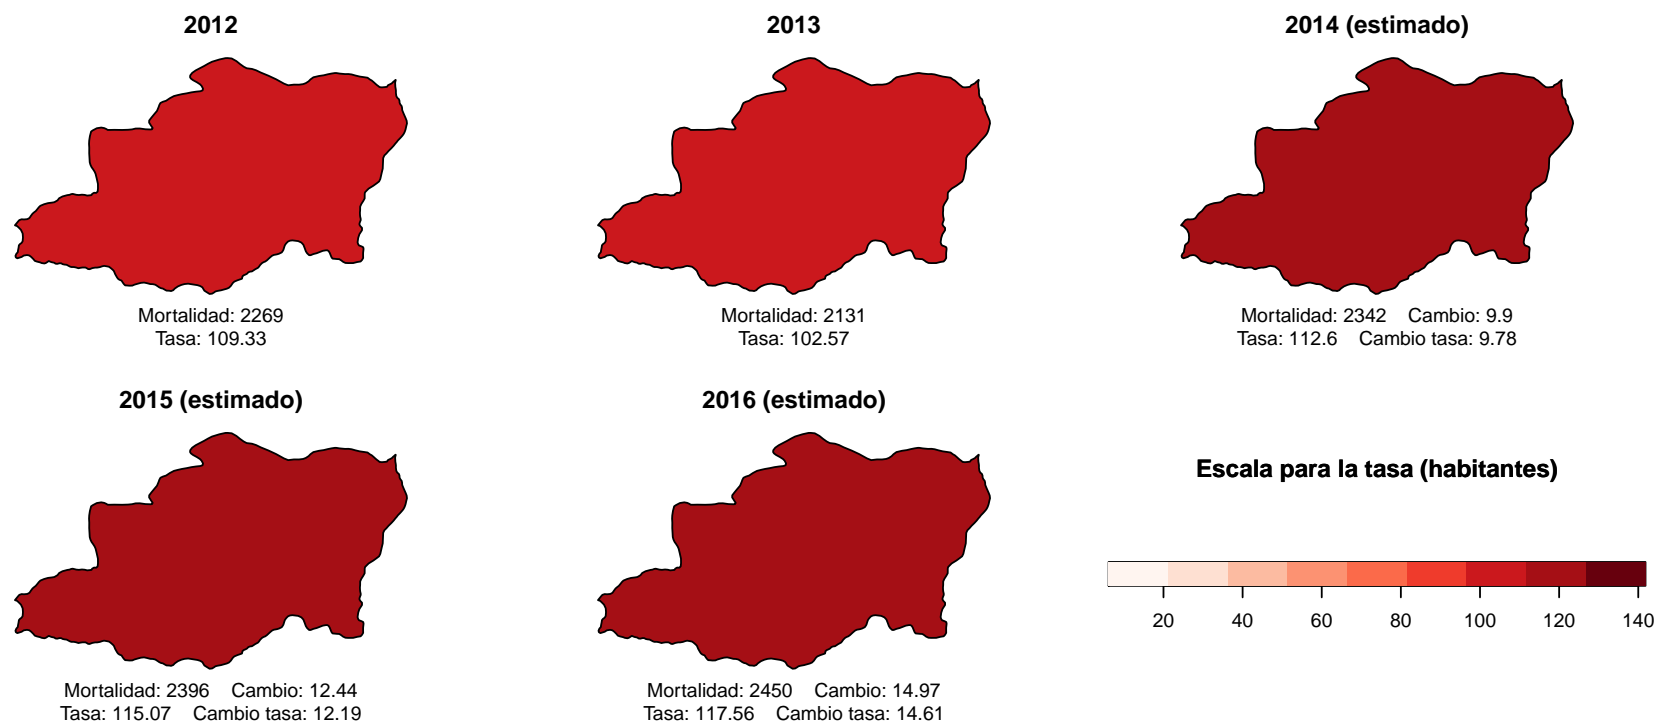 2012
Mortalidad: 2269
Tasa: 109.33
2013
Mortalidad: 2131
Tasa: 102.57
2014 (estimado)
Mortalidad: 2342 Cambio: 9.9
Tasa: 112.6 Cambio tasa: 9.78
2015 (estimado)
Mortalidad: 2396 Cambio: 12.44
Tasa: 115.07 Cambio tasa: 12.19
2016 (estimado)
Mortalidad: 2450 Cambio: 14.97
Tasa: 117.56 Cambio tasa: 14.61
Escala para la tasa (habitantes)
20 40 60 80 100 120 140